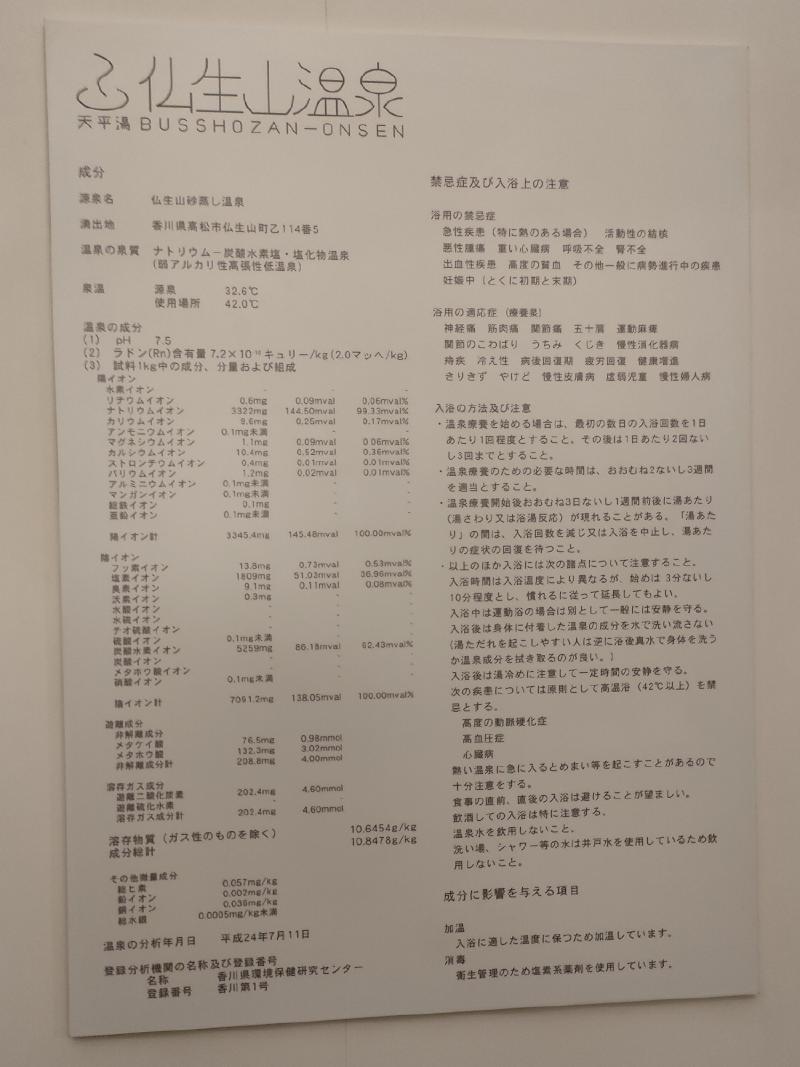 仏生山温泉
天平湯 BUSSHOZAN-ONSEN
成分
源泉名 仏生山砂蒸し温泉
湧出地 香川県高松市仏生山町乙114番5
温泉の泉質 ナトリウム-炭酸水素塩・塩化物温泉
(弱アルカリ性高張性低温泉)
泉温 源泉 32.6℃
使用場所 42.0℃
温泉の成分
(1) pH 7.5
(2) ラドン(Rn)含有量 7.2×10⁻¹⁰キュリー/kg(2.0マッヘ/kg)
(3) 試料1kg中の成分、分量および組成
陽イオン
水素イオン - - -
リチウムイオン 0.6mg 0.09mval 0.06mval%
ナトリウムイオン 3322mg 144.50mval 99.33mval%
カリウムイオン 9.6mg 0.25mval 0.17mval%
アンモニウムイオン 0.1mg未満 - -
マグネシウムイオン 1.1mg 0.09mval 0.06mval%
カルシウムイオン 10.4mg 0.52mval 0.36mval%
ストロンチウムイオン 0.4mg 0.01mval 0.01mval%
バリウムイオン 1.2mg 0.02mval 0.01mval%
アルミニウムイオン 0.1mg未満 - -
マンガンイオン 0.1mg未満 - -
総鉄イオン 0.1mg - -
亜鉛イオン 0.1mg未満 - -
陽イオン計 3345.4mg 145.48mval 100.00mval%
陰イオン
フッ素イオン 13.8mg 0.73mval 0.53mval%
塩素イオン 1809mg 51.03mval 36.96mval%
臭素イオン 9.1mg 0.11mval 0.08mval%
沃素イオン 0.3mg - -
水酸イオン - - -
水硫イオン - - -
チオ硫酸イオン - - -
硫酸イオン 0.1mg未満 - -
炭酸水素イオン 5259mg 86.18mval 62.43mval%
炭酸イオン - - -
メタホウ酸イオン - - -
硝酸イオン 0.1mg未満 - -
陰イオン計 7091.2mg 138.05mval 100.00mval%
遊離成分
非解離成分
メタケイ酸 76.5mg 0.98mmol
メタホウ酸 132.3mg 3.02mmol
非解離成分計 208.8mg 4.00mmol
溶存ガス成分
遊離二酸化炭素 202.4mg 4.60mmol
遊離硫化水素 - -
溶存ガス成分計 202.4mg 4.60mmol
溶存物質(ガス性のものを除く) 10.6454g/kg
成分総計 10.8478g/kg
その他微量成分
総ヒ素 0.057mg/kg
鉛イオン 0.002mg/kg
銅イオン 0.036mg/kg
総水銀 0.0005mg/kg未満
温泉の分析年月日 平成24年7月11日
登録分析機関の名称及び登録番号
名称 香川県環境保健研究センター
登録番号 香川第1号
禁忌症及び入浴上の注意
浴用の禁忌症
急性疾患(特に熱のある場合) 活動性の結核
悪性腫瘍 重い心臓病 呼吸不全 腎不全
出血性疾患 高度の貧血 その他一般に病勢進行中の疾患
妊娠中(とくに初期と末期)
浴用の適応症(療養泉)
神経痛 筋肉痛 関節痛 五十肩 運動麻痺
関節のこわばり うちみ くじき 慢性消化器病
痔疾 冷え性 病後回復期 疲労回復 健康増進
きりきず やけど 慢性皮膚病 虚弱児童 慢性婦人病
入浴の方法及び注意
・温泉療養を始める場合は、最初の数日の入浴回数を1日
あたり1回程度とすること。その後は1日あたり2回ない
し3回までとすること。
・温泉療養のための必要な時間は、おおむね2ないし3週間
を適当とすること。
・温泉療養開始後おおむね3日ないし1週間前後に湯あたり
(湯さわり又は浴湯反応)が現れることがある。「湯あた
り」の間は、入浴回数を減じ又は入浴を中止し、湯あた
りの症状の回復を待つこと。
・以上のほか入浴には次の諸点について注意すること。
入浴時間は入浴温度により異なるが、始めは 3分ないし
10分程度とし、慣れるに従って延長してもよい。
入浴中は運動浴の場合は別として一般には安静を守る。
入浴後は身体に付着した温泉の成分を水で洗い流さない
(湯ただれを起こしやすい人は逆に浴後真水で身体を洗う
か温泉成分を拭き取るのが良い。)
入浴後は湯冷めに注意して一定時間の安静を守る。
次の疾患については原則として高温浴(42℃以上)を禁
忌とする。
高度の動脈硬化症
高血圧症
心臓病
熱い温泉に急に入るとめまい等を起こすことがあるので
十分注意をする。
食事の直前、直後の入浴は避けることが望ましい。
飲酒しての入浴は特に注意する。
温泉水を飲用しないこと。
洗い場、シャワー等の水は井戸水を使用しているため飲
用しないこと。
成分に影響を与える項目
加温
入浴に適した温度に保つため加温しています。
消毒
衛生管理のため塩素系薬剤を使用しています。